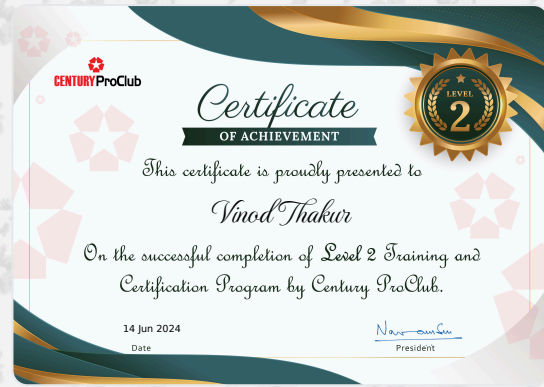 CENTURY ProClub
Certificate
OF ACHIEVEMENT
LEVEL
2
This certificate is proudly presented to
Vinod Thakur
On the successful completion of Level 2 Training and
Certification Program by Century ProClub.
14 Jun 2024
Date
President